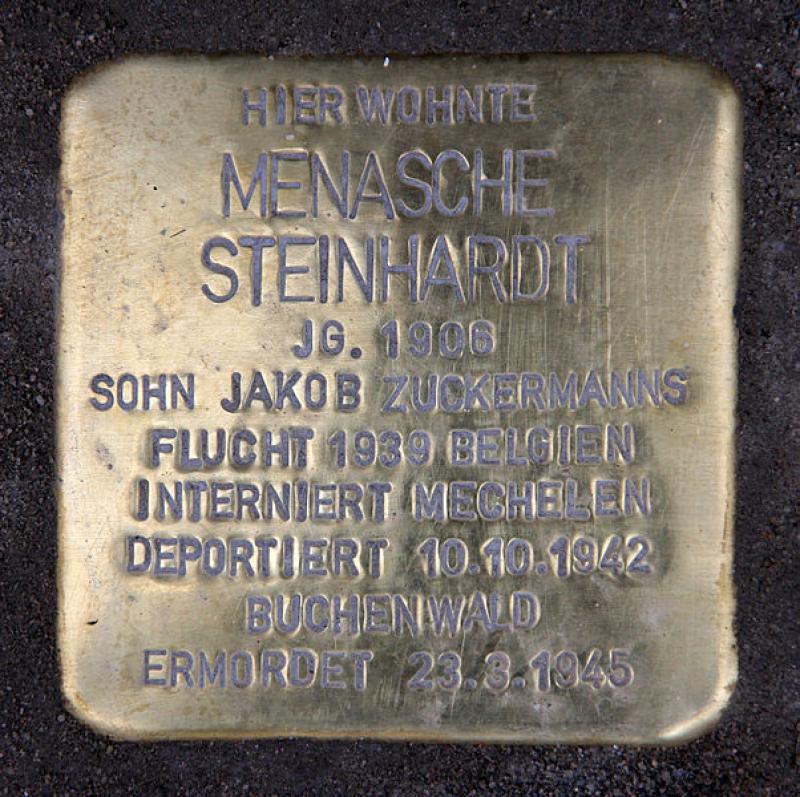 HIER WOHNTE
MENASCHE
STEINHARDT
JG. 1906
SOHN JAKOB ZUCKERMANNS
FLUCHT 1939 BELGIEN
INTERNIERT MECHELEN
DEPORTIERT 10.10.1942
BUCHENWALD
ERMORDET 23.3.1945